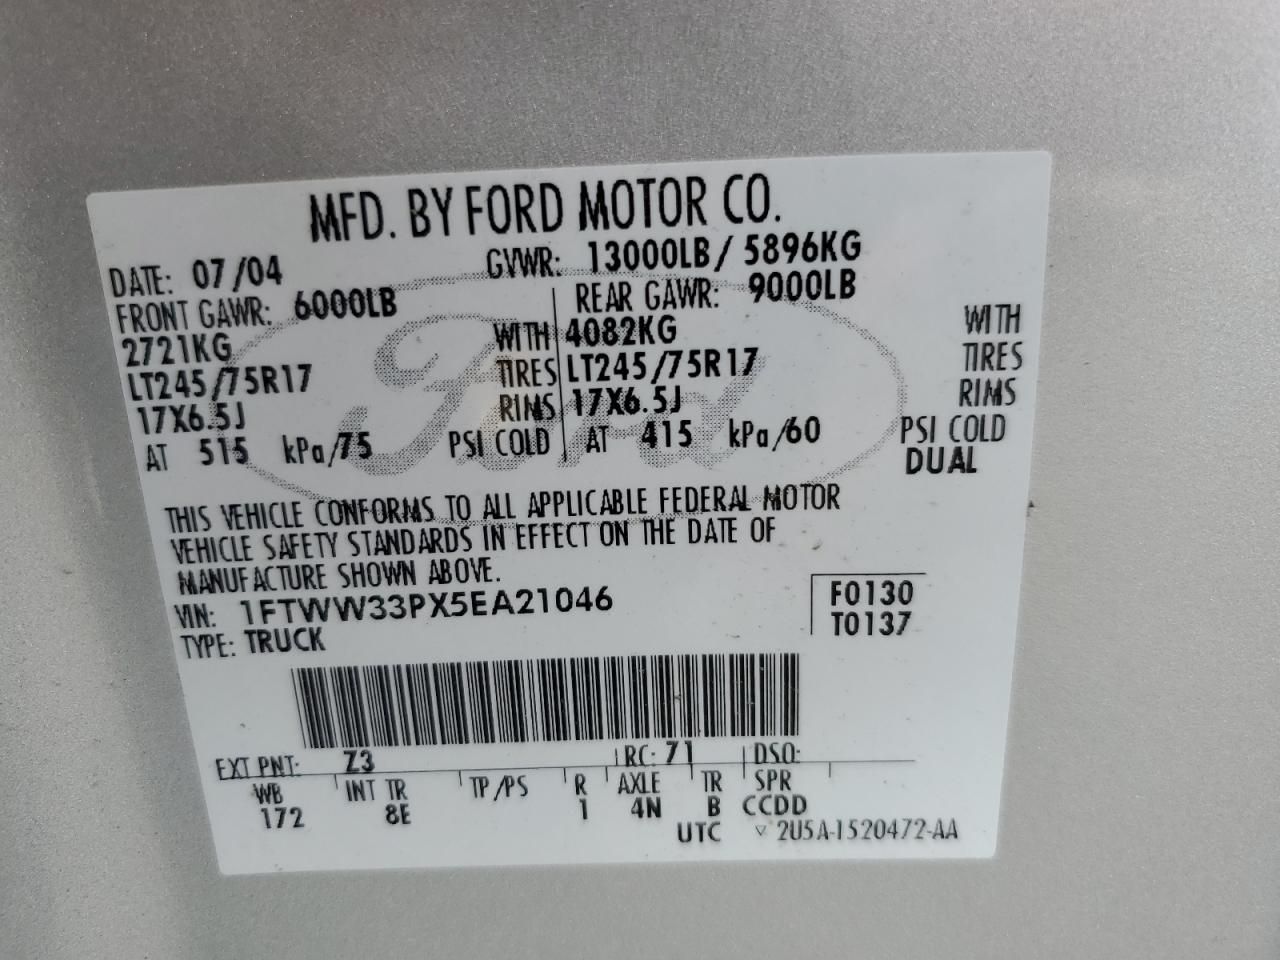 MFD. BY FORD MOTOR CO.
DATE: 07/04 GVWR: 13000LB/ 5896KG
FRONT GAWR: 6000LB REAR GAWR: 9000LB
2721KG WITH 4082KG WITH
LT245/75R17 TIRES LT245/75R17 TIRES
17X6.5J RIMS 17X6.5J RIMS
AT 515 kPa/75 PSI COLD AT 415 kPa/60 PSI COLD
DUAL
Ford
THIS VEHICLE CONFORMS TO ALL APPLICABLE FEDERAL MOTOR
VEHICLE SAFETY STANDARDS IN EFFECT ON THE DATE OF
MANUFACTURE SHOWN ABOVE.
VIN: 1FTWW33PX5EA21046 F0130
TYPE: TRUCK T0137
EXT PNT: Z3 RC: 71 DSO:
WB INT TR TP/PS R AXLE TR SPR
172 8E 1 4N B CCDD
UTC ▽ 2U5A-1520472-AA